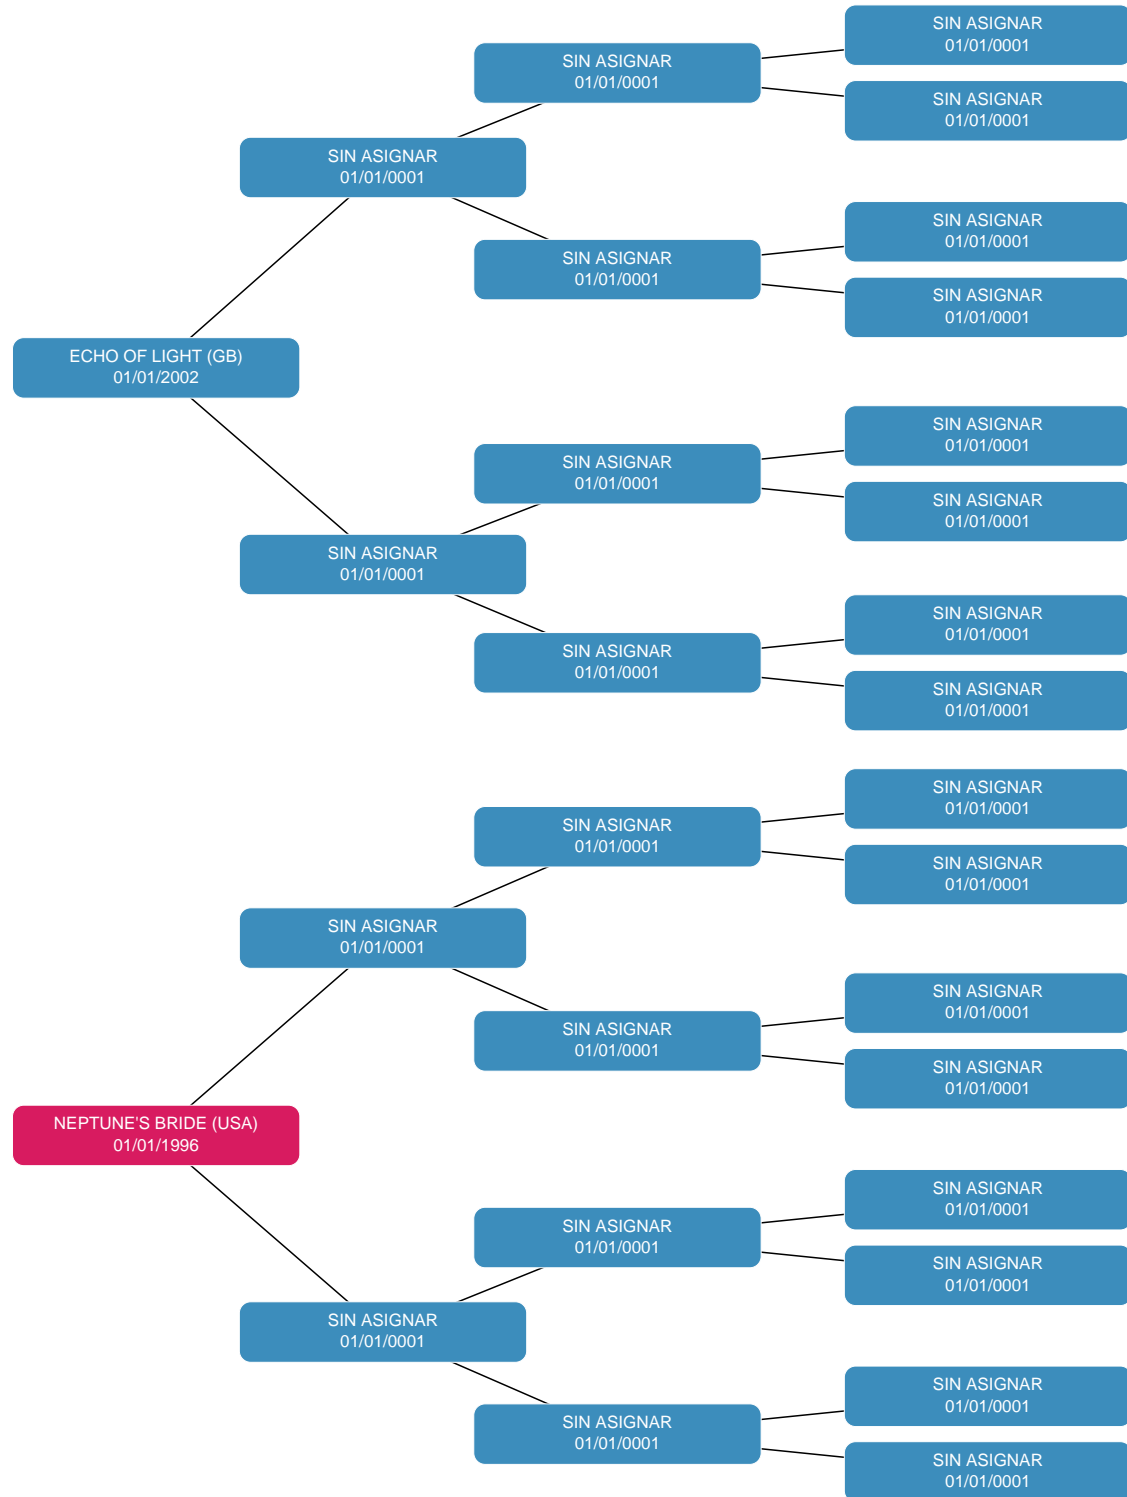 SIN ASIGNAR
01/01/0001
SIN ASIGNAR
01/01/0001
SIN ASIGNAR
01/01/0001
SIN ASIGNAR
01/01/0001
SIN ASIGNAR
01/01/0001
SIN ASIGNAR
01/01/0001
SIN ASIGNAR
01/01/0001
ECHO OF LIGHT (GB)
01/01/2002
SIN ASIGNAR
01/01/0001
SIN ASIGNAR
01/01/0001
SIN ASIGNAR
01/01/0001
SIN ASIGNAR
01/01/0001
SIN ASIGNAR
01/01/0001
SIN ASIGNAR
01/01/0001
SIN ASIGNAR
01/01/0001
SIN ASIGNAR
01/01/0001
SIN ASIGNAR
01/01/0001
SIN ASIGNAR
01/01/0001
SIN ASIGNAR
01/01/0001
SIN ASIGNAR
01/01/0001
SIN ASIGNAR
01/01/0001
SIN ASIGNAR
01/01/0001
NEPTUNE'S BRIDE (USA)
01/01/1996
SIN ASIGNAR
01/01/0001
SIN ASIGNAR
01/01/0001
SIN ASIGNAR
01/01/0001
SIN ASIGNAR
01/01/0001
SIN ASIGNAR
01/01/0001
SIN ASIGNAR
01/01/0001
SIN ASIGNAR
01/01/0001